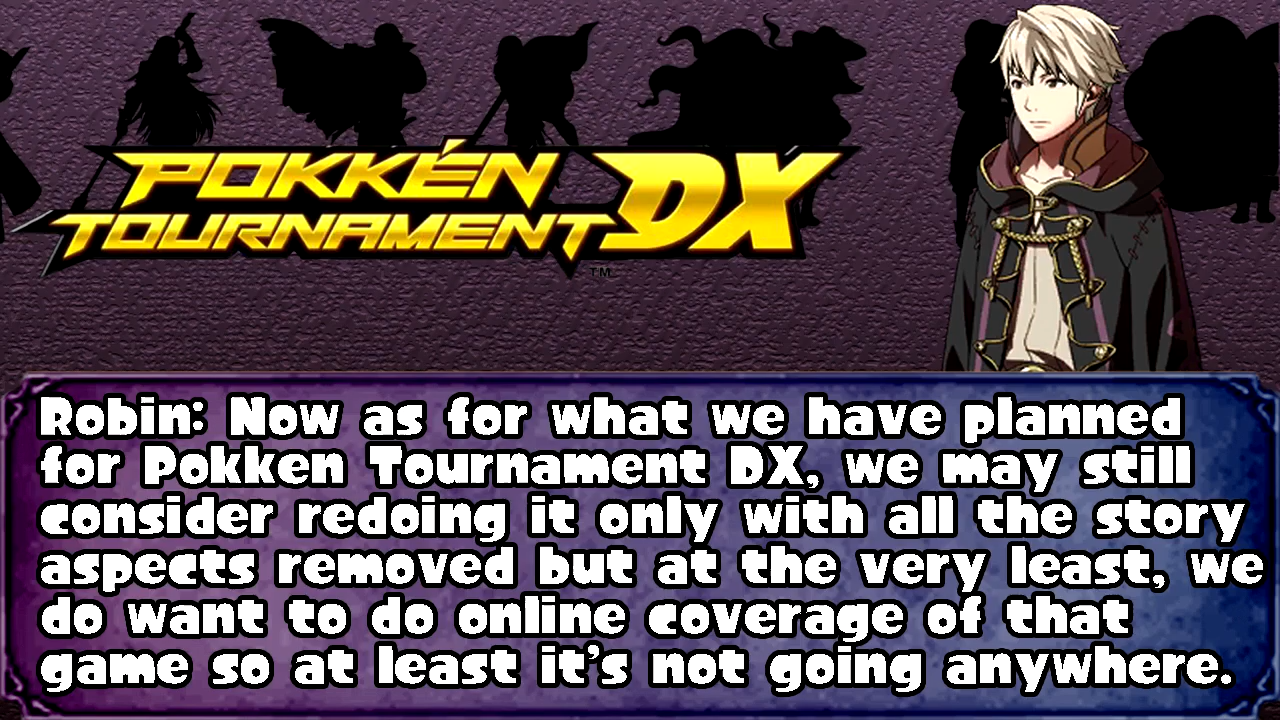 POKKÉN
TOURNAMENT DX
TM
Robin: Now as for what we have planned
for Pokken Tournament DX, we may still
consider redoing it only with all the story
aspects removed but at the very least, we
do want to do online coverage of that
game so at least it's not going anywhere.